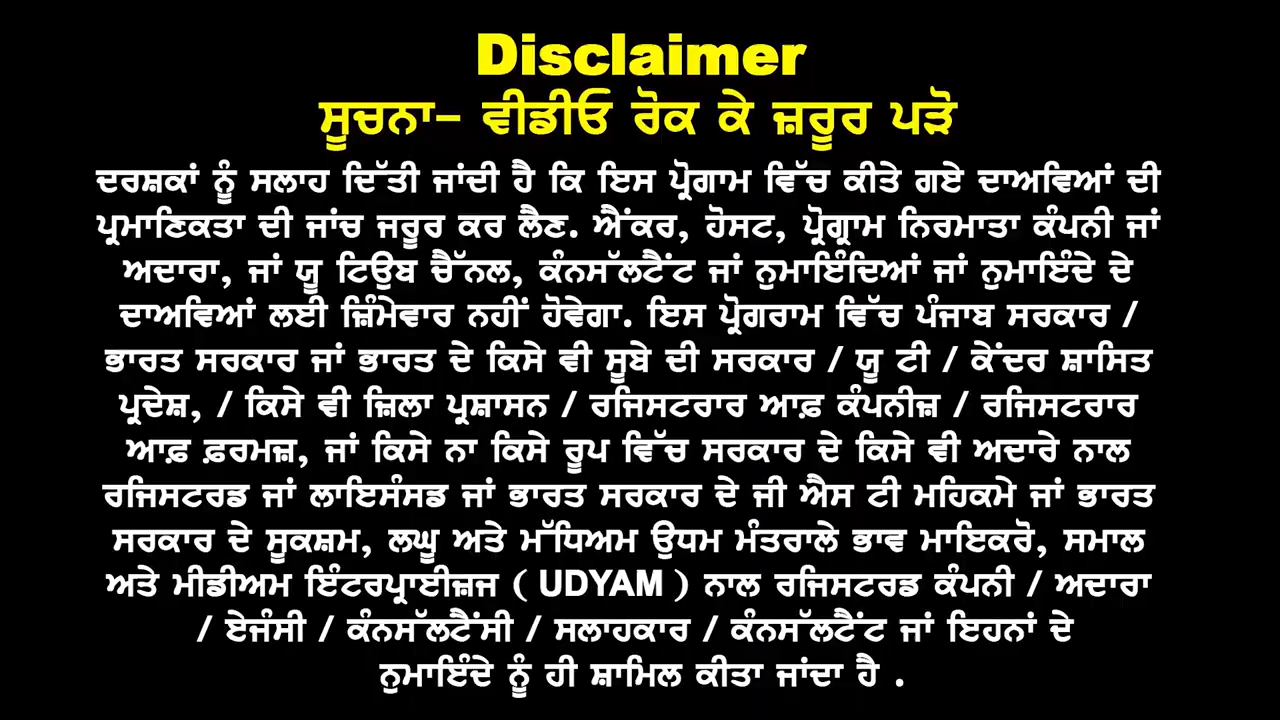 Disclaimer
ਸੂਚਨਾ- ਵੀਡੀਓ ਰੋਕ ਕੇ ਜ਼ਰੂਰ ਪੜੋ
ਦਰਸ਼ਕਾਂ ਨੂੰ ਸਲਾਹ ਦਿੱਤੀ ਜਾਂਦੀ ਹੈ ਕਿ ਇਸ ਪ੍ਰੋਗਾਮ ਵਿੱਚ ਕੀਤੇ ਗਏ ਦਾਅਵਿਆਂ ਦੀ
ਪ੍ਰਮਾਣਿਕਤਾ ਦੀ ਜਾਂਚ ਜਰੂਰ ਕਰ ਲੈਣ. ਐਂਕਰ, ਹੋਸਟ, ਪ੍ਰੋਗ੍ਰਾਮ ਨਿਰਮਾਤਾ ਕੰਪਨੀ ਜਾਂ
ਅਦਾਰਾ, ਜਾਂ ਯੂ ਟਿਊਬ ਚੈੱਨਲ, ਕੰਨਸੱਲਟੈਂਟ ਜਾਂ ਨੁਮਾਇੰਦਿਆਂ ਜਾਂ ਨੁਮਾਇੰਦੇ ਦੇ
ਦਾਅਵਿਆਂ ਲਈ ਜ਼ਿੰਮੇਵਾਰ ਨਹੀਂ ਹੋਵੇਗਾ. ਇਸ ਪ੍ਰੋਗਰਾਮ ਵਿੱਚ ਪੰਜਾਬ ਸਰਕਾਰ /
ਭਾਰਤ ਸਰਕਾਰ ਜਾਂ ਭਾਰਤ ਦੇ ਕਿਸੇ ਵੀ ਸੂਬੇ ਦੀ ਸਰਕਾਰ / ਯੂ ਟੀ / ਕੇਂਦਰ ਸ਼ਾਸਿਤ
ਪ੍ਰਦੇਸ਼, / ਕਿਸੇ ਵੀ ਜ਼ਿਲਾ ਪ੍ਰਸ਼ਾਸਨ / ਰਜਿਸਟਰਾਰ ਆਫ਼ ਕੰਪਨੀਜ਼ / ਰਜਿਸਟਰਾਰ
ਆਫ਼ ਫ਼ਰਮਜ਼, ਜਾਂ ਕਿਸੇ ਨਾ ਕਿਸੇ ਰੂਪ ਵਿੱਚ ਸਰਕਾਰ ਦੇ ਕਿਸੇ ਵੀ ਅਦਾਰੇ ਨਾਲ
ਰਜਿਸਟਰਡ ਜਾਂ ਲਾਇਸੰਸਡ ਜਾਂ ਭਾਰਤ ਸਰਕਾਰ ਦੇ ਜੀ ਐਸ ਟੀ ਮਹਿਕਮੇ ਜਾਂ ਭਾਰਤ
ਸਰਕਾਰ ਦੇ ਸੂਕਸ਼ਮ, ਲਘੂ ਅਤੇ ਮੱਧਿਅਮ ਉਧਮ ਮੰਤਰਾਲੇ ਭਾਵ ਮਾਇਕਰੋ, ਸਮਾਲ
ਅਤੇ ਮੀਡੀਅਮ ਇੰਟਰਪ੍ਰਾਈਜ਼ਜ ( UDYAM ) ਨਾਲ ਰਜਿਸਟਰਡ ਕੰਪਨੀ / ਅਦਾਰਾ
/ ਏਜੰਸੀ / ਕੰਨਸੱਲਟੈਂਸੀ / ਸਲਾਹਕਾਰ / ਕੰਨਸੱਲਟੈਂਟ ਜਾਂ ਇਹਨਾਂ ਦੇ
ਨੁਮਾਇੰਦੇ ਨੂੰ ਹੀ ਸ਼ਾਮਿਲ ਕੀਤਾ ਜਾਂਦਾ ਹੈ .